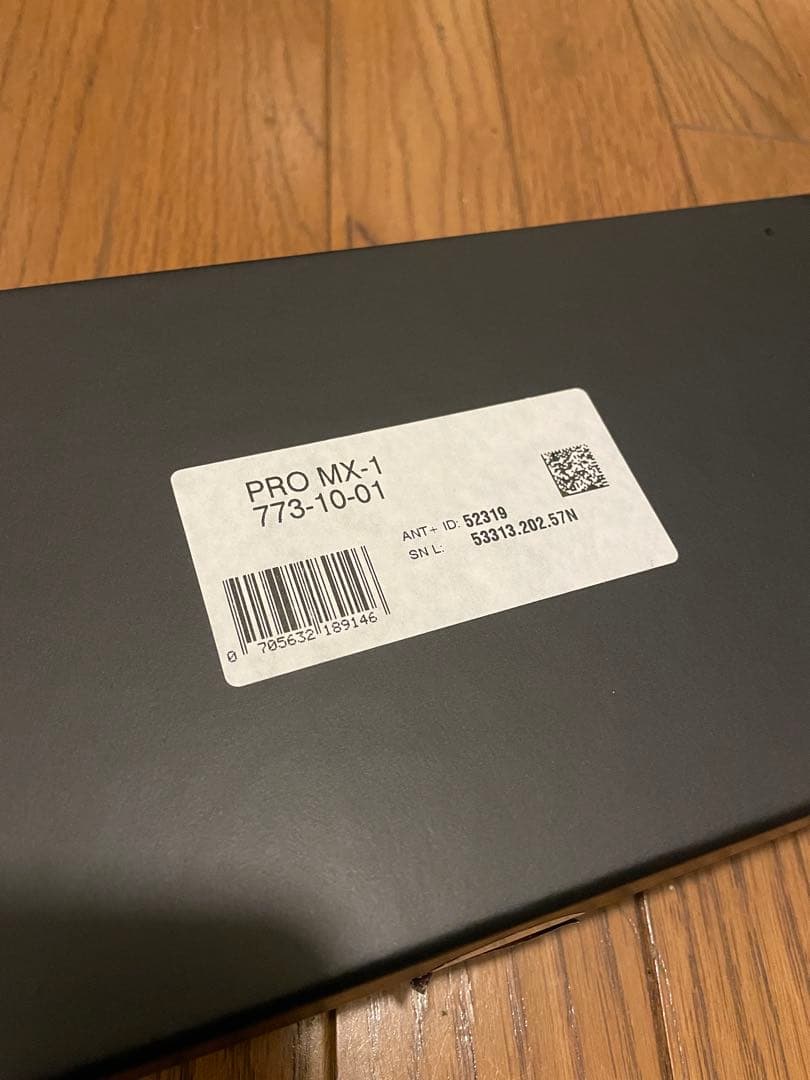 PRO MX-1
773-10-01
ANT+ ID: 52319
SN L: 53313.202.57N
0 705632 189146